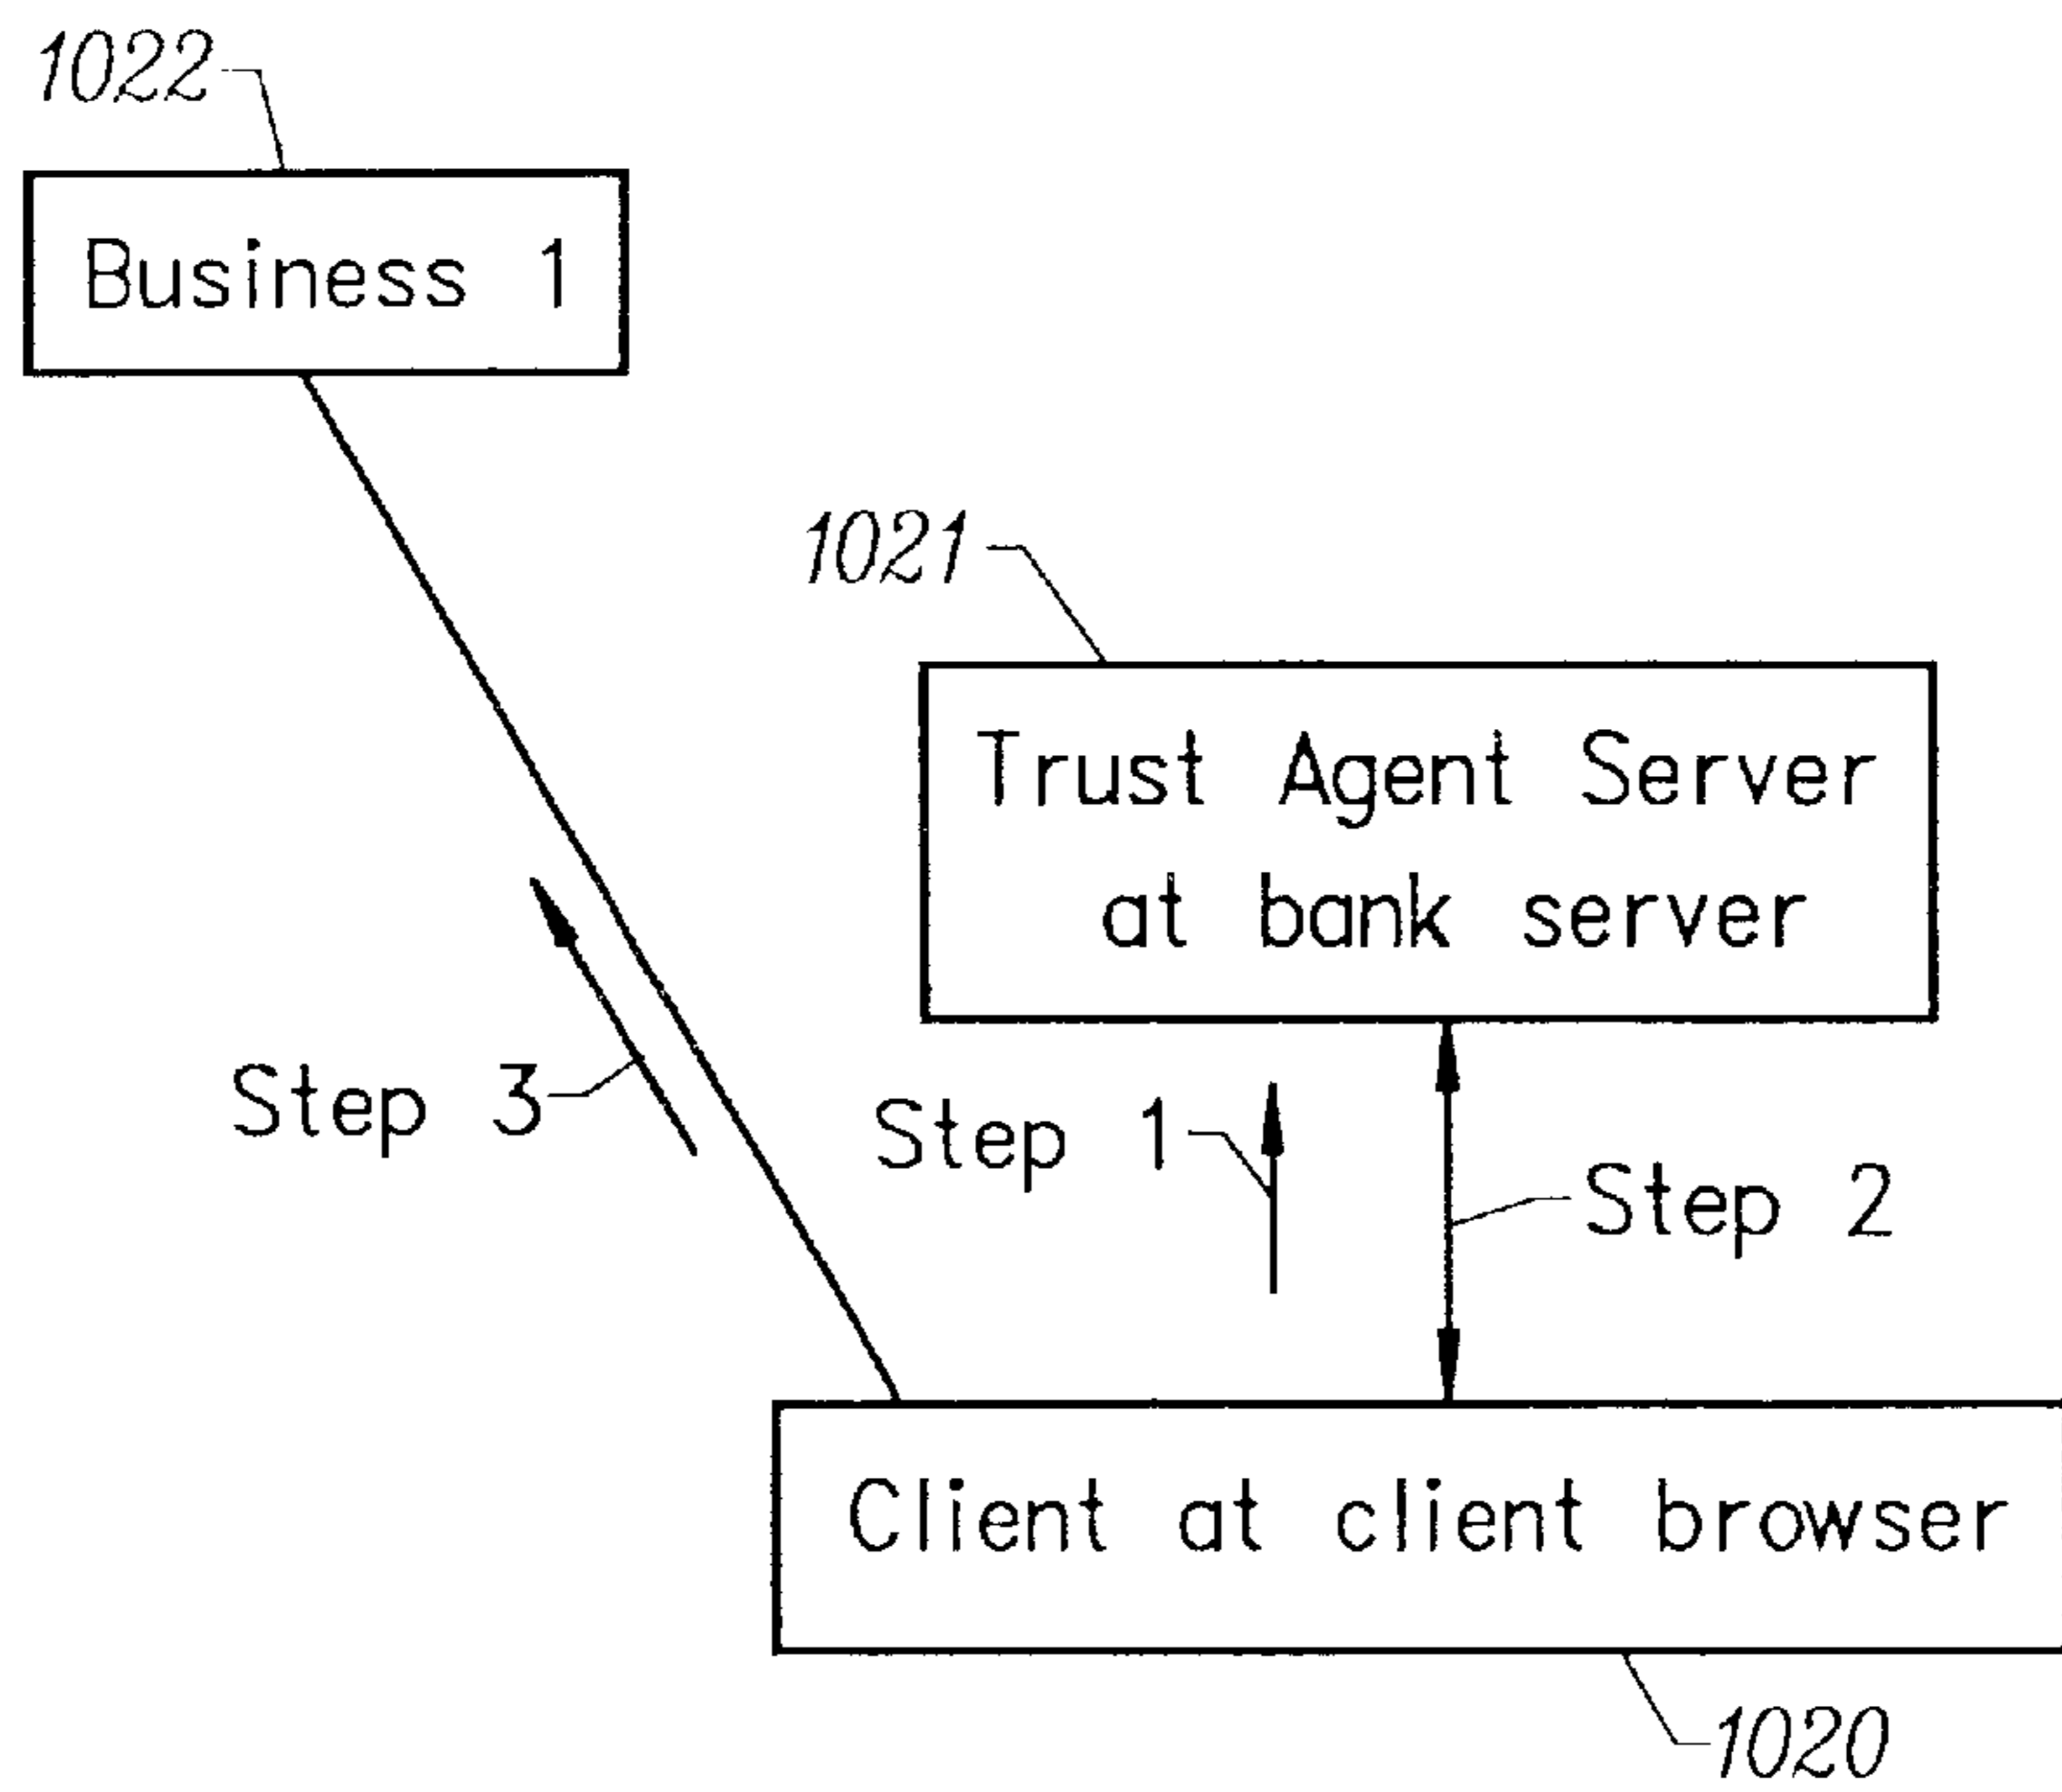 1022
Business 1
1021
Trust Agent Server
at bank server
Step 3
Step 1
Step 2
Client at client browser
1020